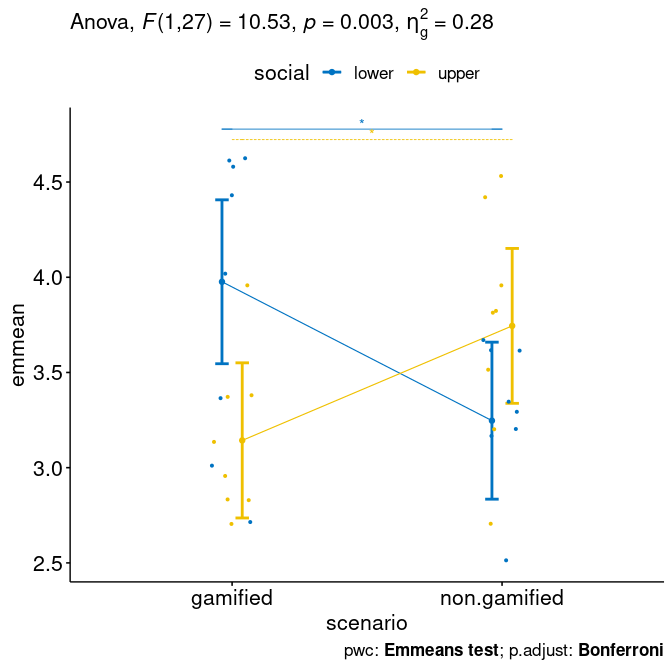 Anova, F(1,27) = 10.53, p = 0.003, η²g = 0.28
social lower upper
*
*
4.5
4.0
3.5
3.0
2.5
emmean
gamified non.gamified
scenario
pwc: Emmeans test; p.adjust: Bonferroni